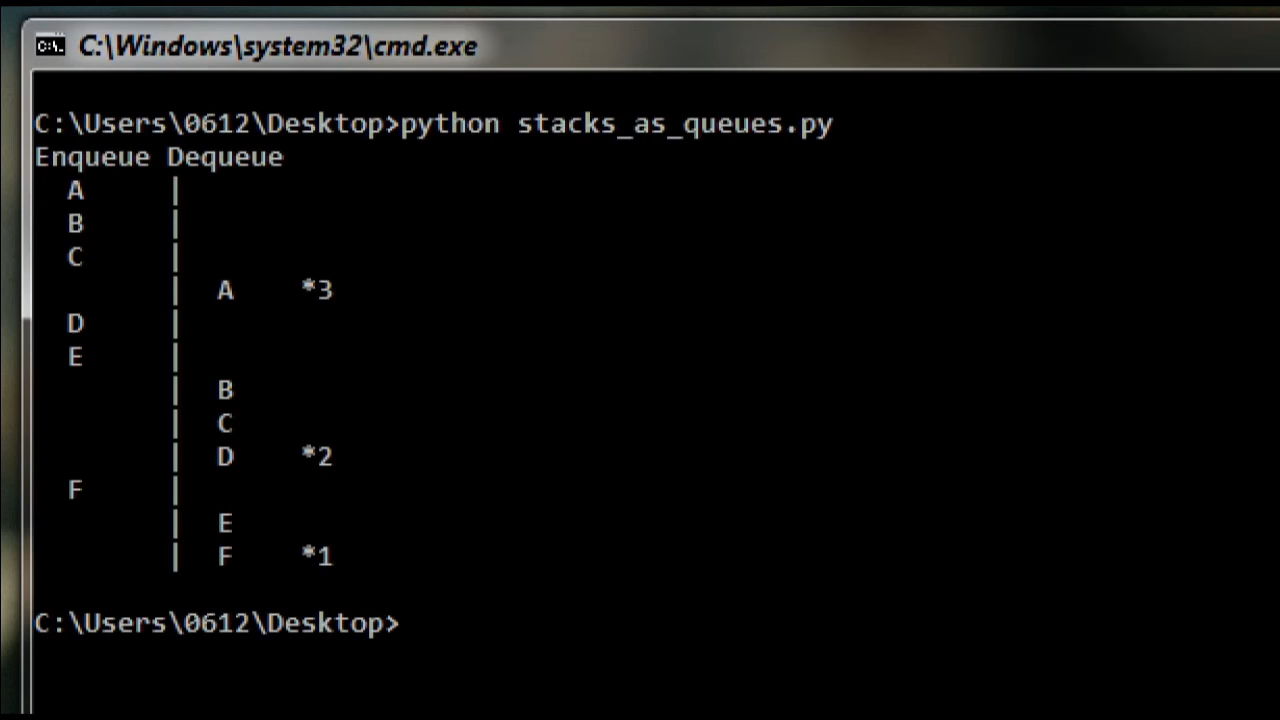 C:\Windows\system32\cmd.exe
C:\Users\0612\Desktop>python stacks_as_queues.py
Enqueue Dequeue
A |
B |
C |
| A *3
D |
E |
| B
| C
| D *2
F |
| E
| F *1
C:\Users\0612\Desktop>